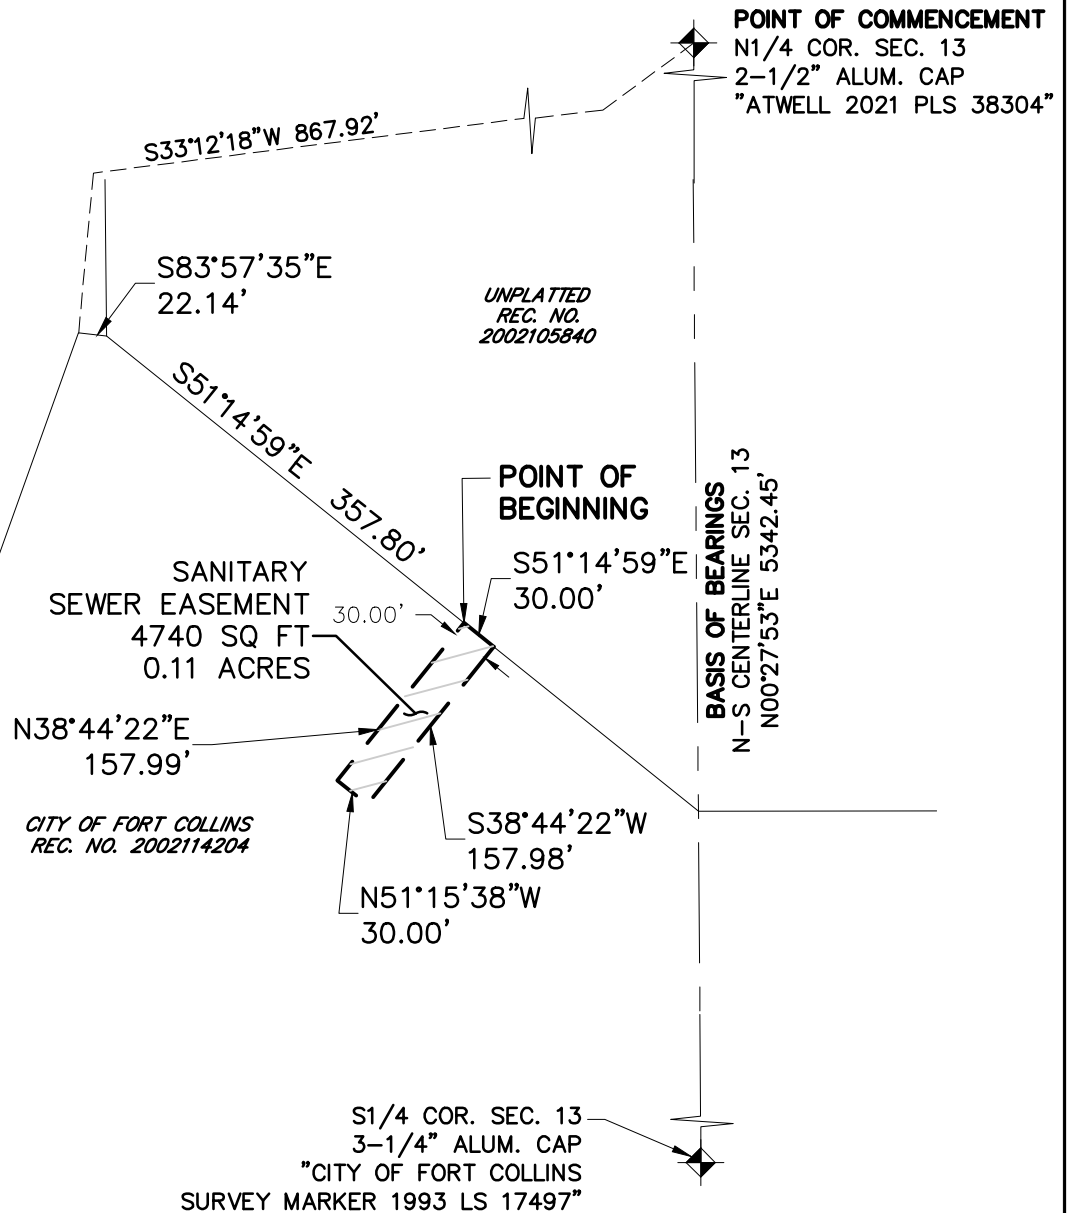 POINT OF COMMENCEMENT
N1/4 COR. SEC. 13
2-1/2" ALUM. CAP
"ATWELL 2021 PLS 38304"
S33°12'18"W 867.92'
S83°57'35"E
22.14'
UNPLATTED
REC. NO.
2002105840
S51°14'59"E 357.80'
POINT OF
BEGINNING
BASIS OF BEARINGS
N-S CENTERLINE SEC. 13
N00°27'53"E 5342.45'
S51°14'59"E
30.00'
SANITARY
SEWER EASEMENT
4740 SQ FT
0.11 ACRES
30.00'
N38°44'22"E
157.99'
CITY OF FORT COLLINS
REC. NO. 2002114204
S38°44'22"W
157.98'
N51°15'38"W
30.00'
S1/4 COR. SEC. 13
3-1/4" ALUM. CAP
"CITY OF FORT COLLINS
SURVEY MARKER 1993 LS 17497"